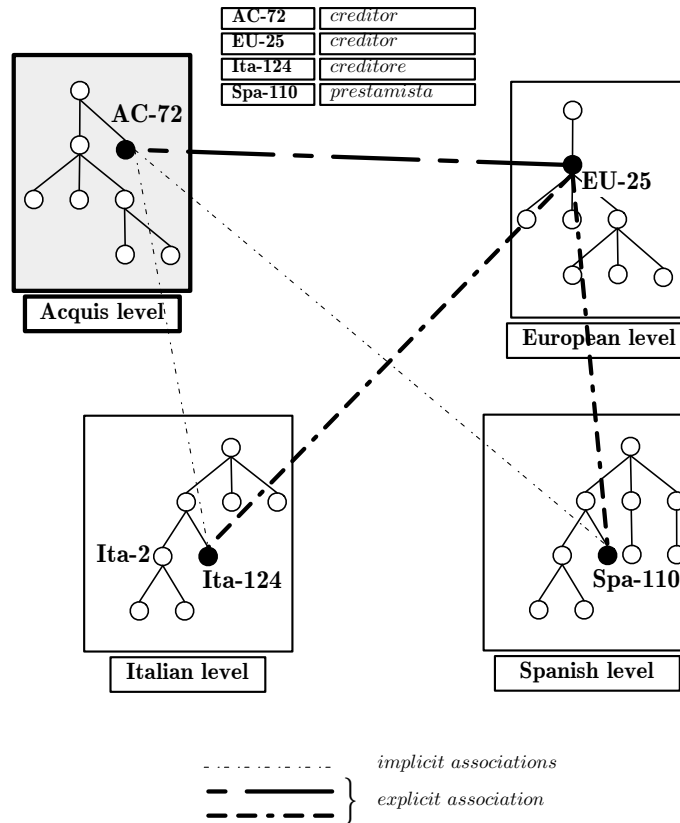 AC-72 creditor
EU-25 creditor
Ita-124 creditore
Spa-110 prestamista
AC-72
EU-25
Acquis level
European level
Ita-2
Ita-124
Spa-110
Italian level
Spanish level
implicit associations
explicit association